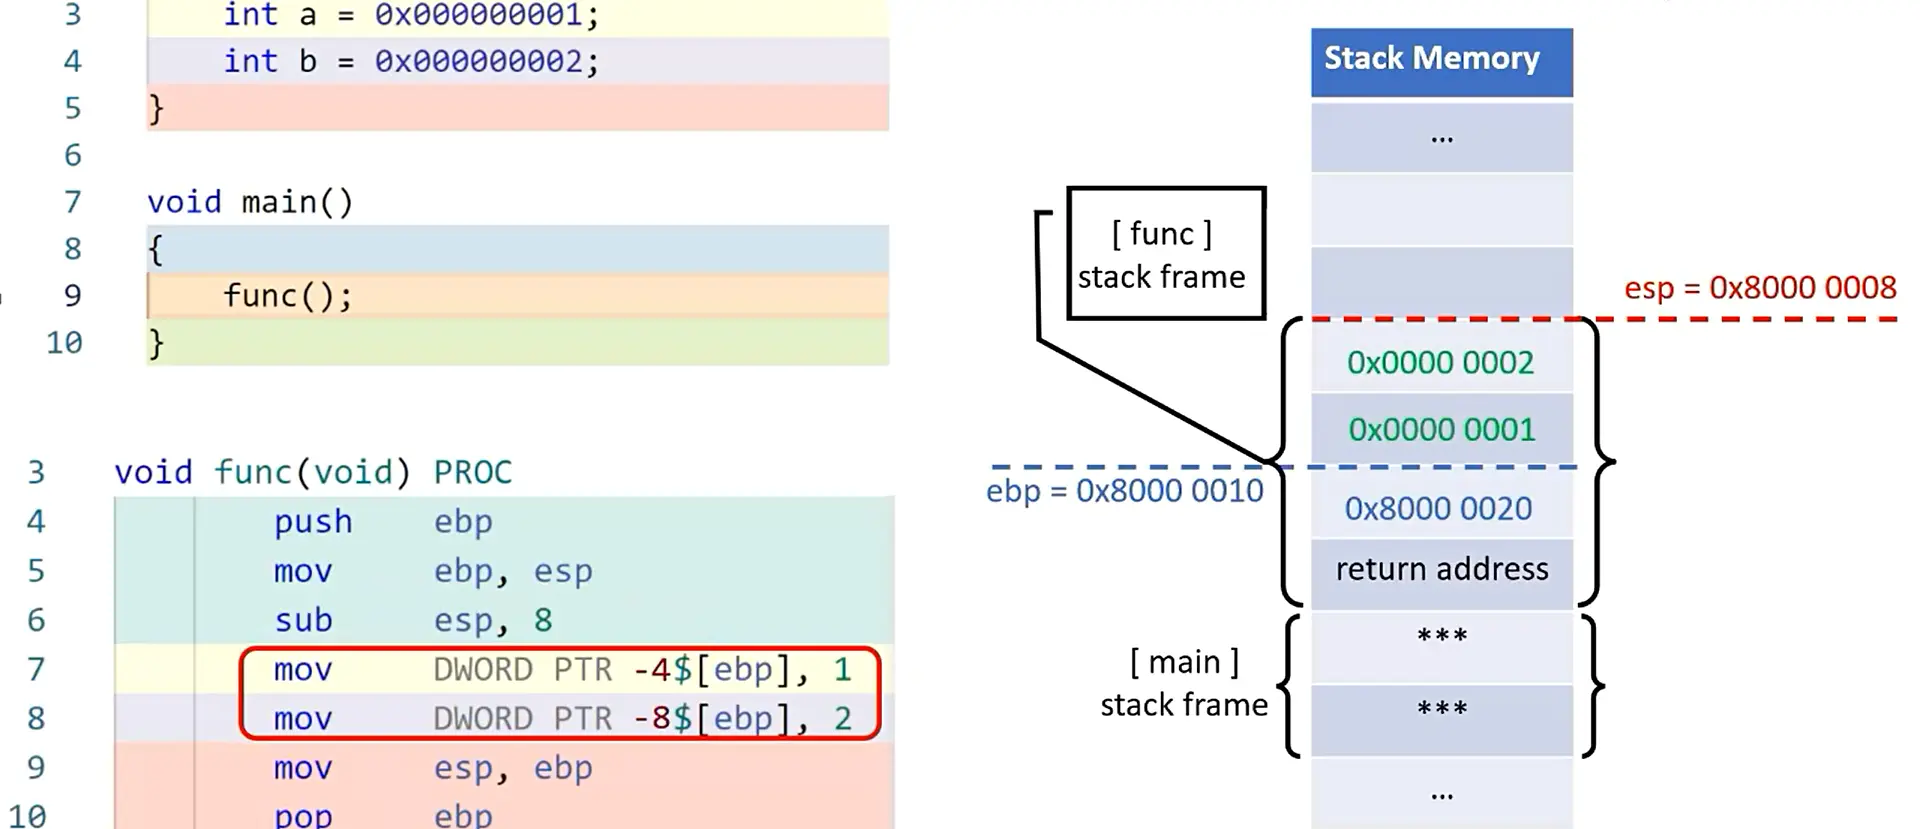 3 int a = 0x000000001;
4 int b = 0x000000002;
5 }
6
7 void main()
8 {
9 func();
10 }
3 void func(void) PROC
4 push ebp
5 mov ebp, esp
6 sub esp, 8
7 mov DWORD PTR -4$[ebp], 1
8 mov DWORD PTR -8$[ebp], 2
9 mov esp, ebp
10 pop ebp
Stack Memory
...
[ func ]
stack frame
esp = 0x8000 0008
0x0000 0002
0x0000 0001
ebp = 0x8000 0010
0x8000 0020
return address
[ main ]
stack frame
***
***
...